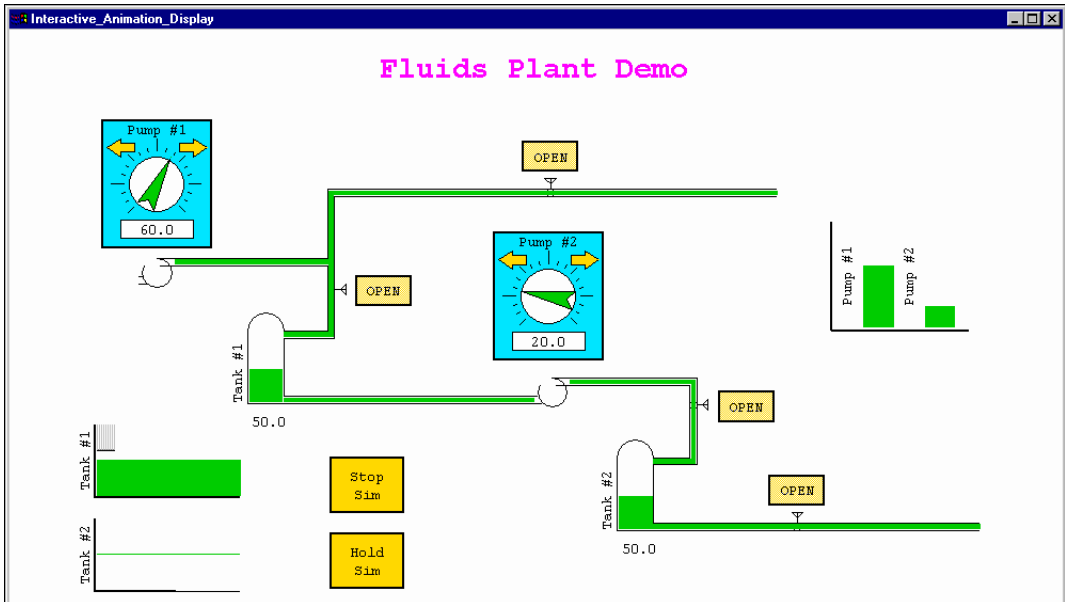 Interactive_Animation_Display
Fluids Plant Demo
Pump #1
60.0
OPEN
Pump #2
20.0
OPEN
Pump #1
Pump #2
Tank #1
50.0
OPEN
Tank #1
Stop
Sim
Tank #2
50.0
OPEN
Tank #2
Hold
Sim